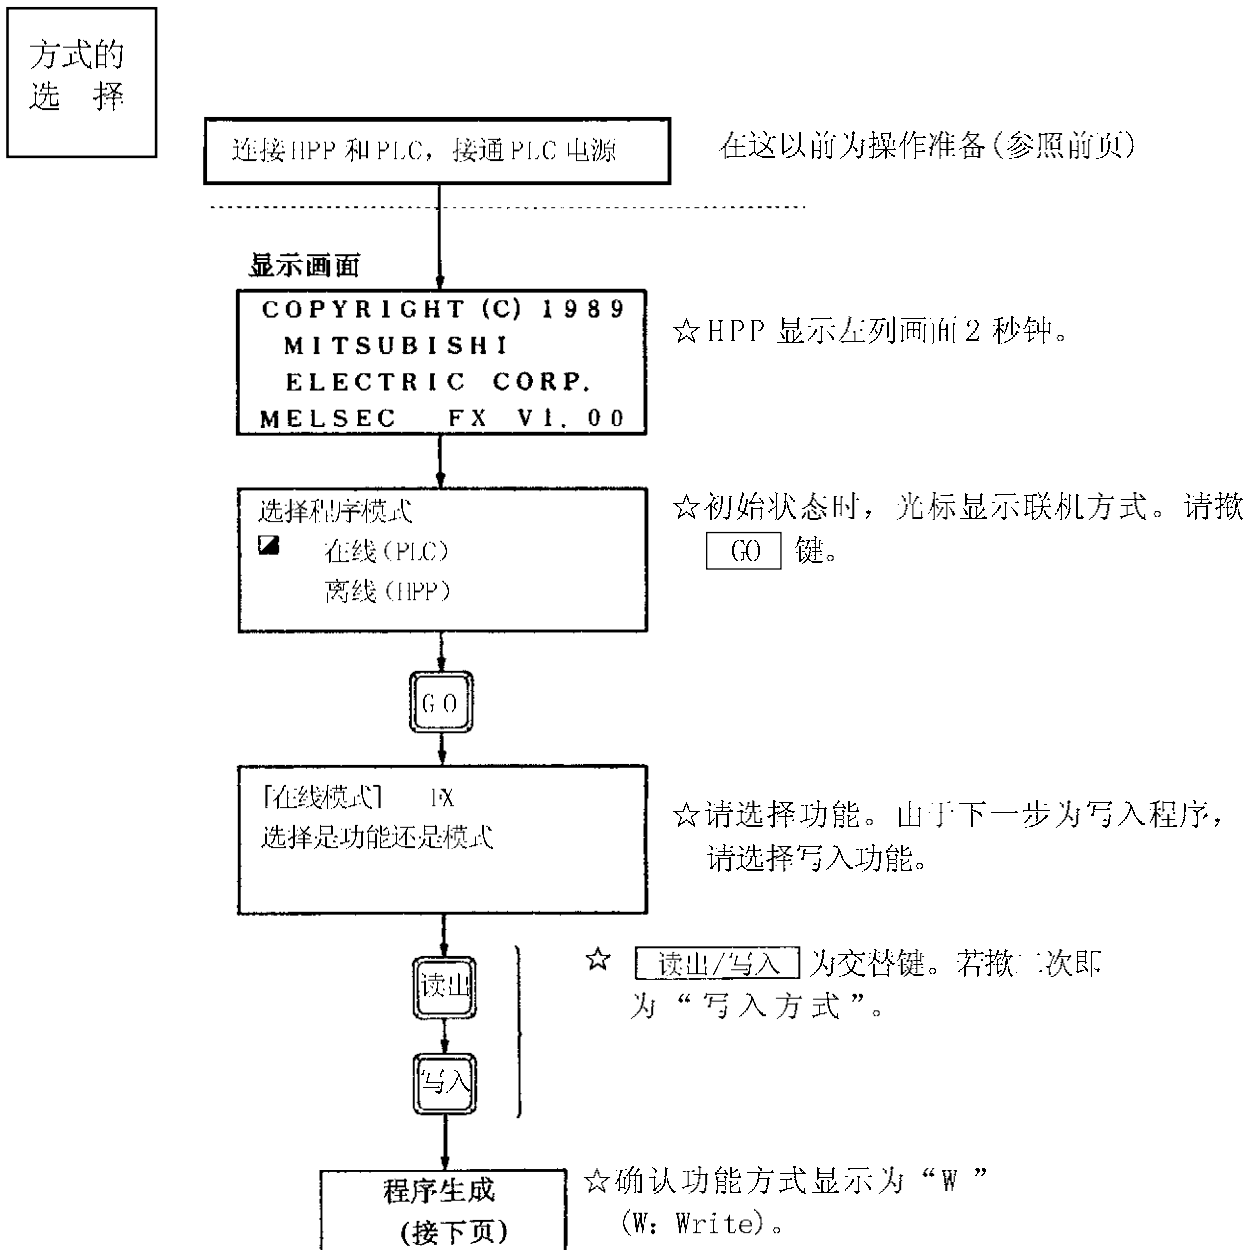 方式的
选 择
连接HPP 和 PLC，接通 PLC 电源
在这以前为操作准备(参照前页)
显示画面
COPYRIGHT (C) 1989
MITSUBISHI
ELECTRIC CORP.
MELSEC FX V1.00
☆HPP 显示左列画面 2 秒钟。
选择程序模式
在线(PLC)
离线(HPP)
☆初始状态时，光标显示联机方式。请揿
GO 键。
GO
「在线模式」 FX
选择是功能还是模式
☆请选择功能。由于下一步为写入程序，
请选择写入功能。
读出
写入
☆ 读出/写入 为交替键。若揿二次即
为“写入方式”。
程序生成
(接下页)
☆确认功能方式显示为“W”
(W: Write)。